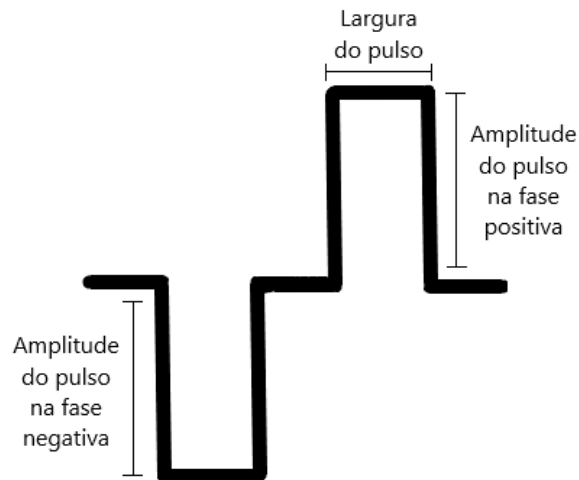 Largura
do pulso
Amplitude
do pulso
na fase
positiva
Amplitude
do pulso
na fase
negativa